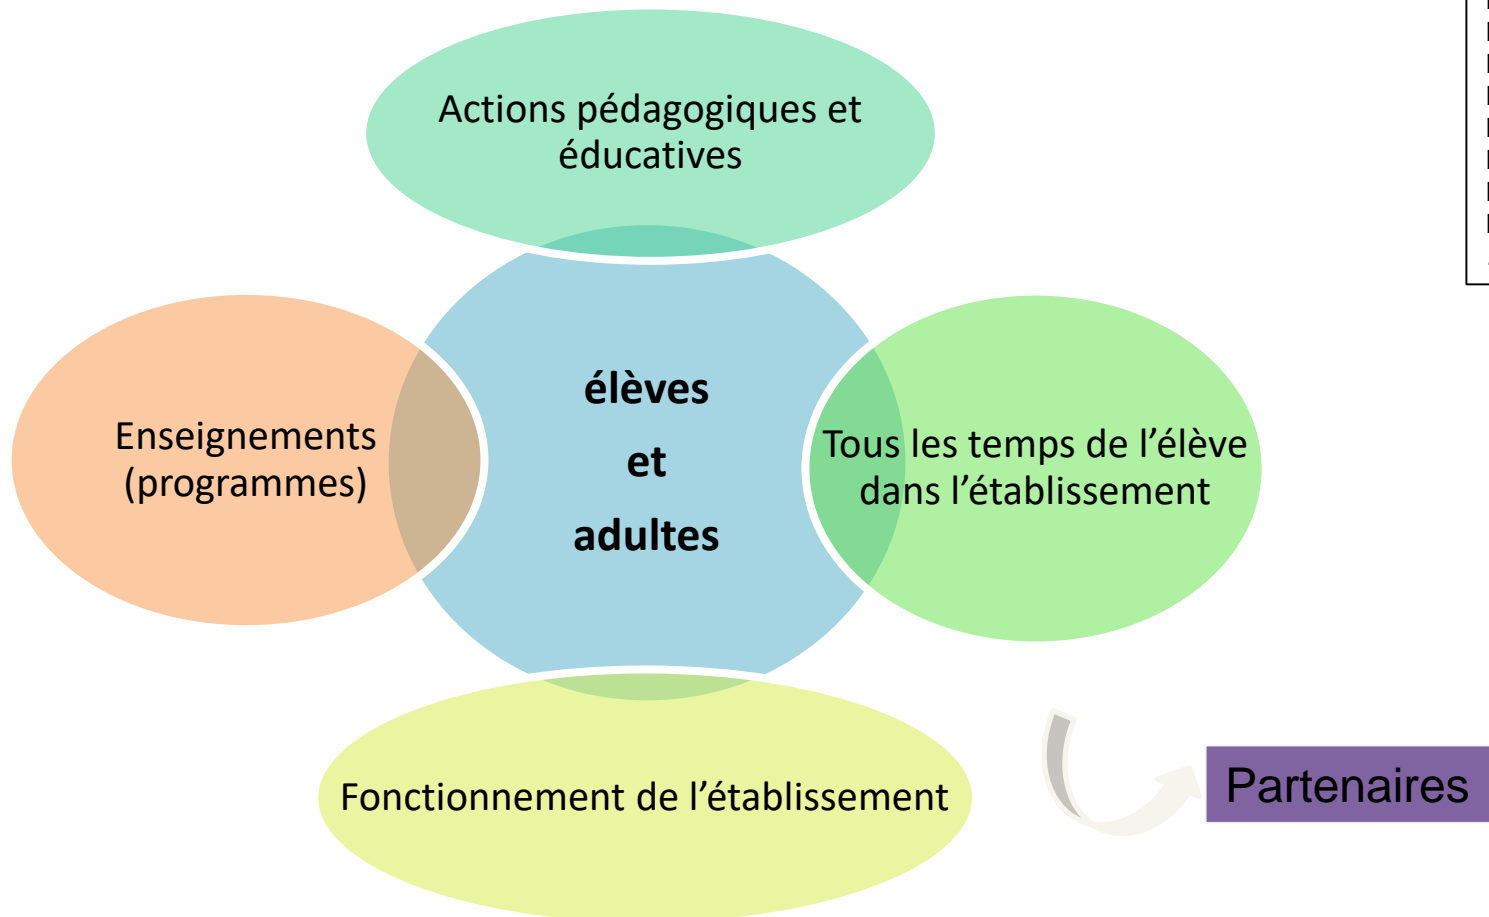 Actions pédagogiques et
éducatives
élèves
et
adultes
Enseignements
(programmes)
Tous les temps de l’élève
dans l’établissement
Fonctionnement de l’établissement
Partenaires